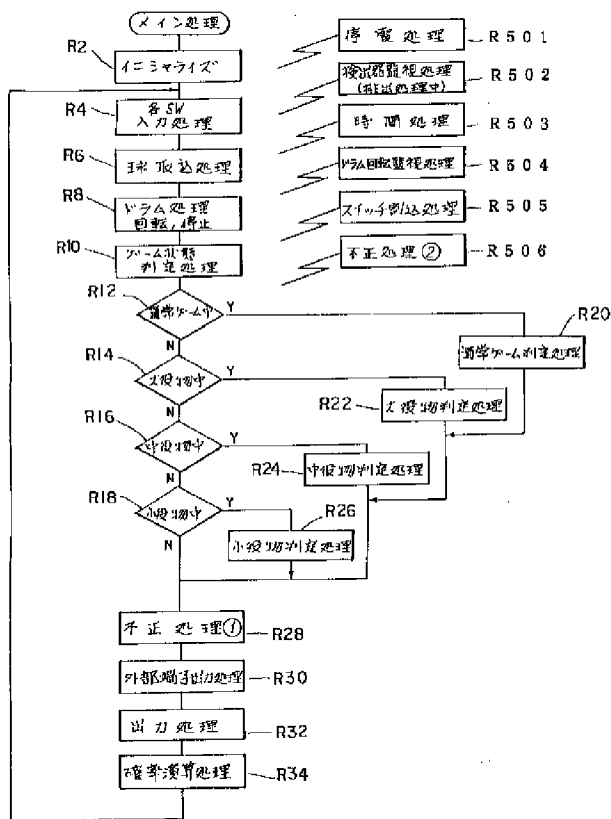 メイン処理
R2
イニシャライズ
R4
各SW
入力処理
R6
球取込処理
R8
ドラム処理
回転,停止
R10
ゲーム状態
判定処理
R12
通常ゲーム中
Y
N
R14
大役物中
Y
N
R16
中役物中
Y
N
R18
小役物中
Y
N
停電処理
R501
検出器監視処理
(排出処理中)
R502
時間処理
R503
ドラム回転監視処理
R504
スイッチ割込処理
R505
不正処理②
R506
R20
通常ゲーム判定処理
R22
大役物判定処理
R24
中役物判定処理
R26
小役物判定処理
不正処理①
R28
外部端子出力処理
R30
出力処理
R32
確率演算処理
R34